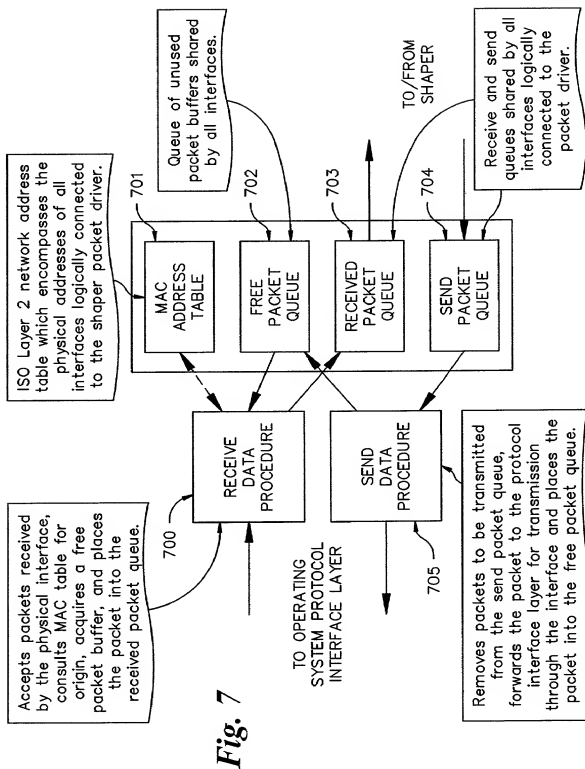 Accepts packets received
by the physical interface,
consults MAC table for
origin, acquires a free
packet buffer, and places
the packet into the
received packet queue.
ISO Layer 2 network address
table which encompasses the
physical addresses of all
interfaces logically connected
to the shaper packet driver.
Queue of unused
packet buffers shared
by all interfaces.
700
RECEIVE
DATA
PROCEDURE
701
MAC
ADDRESS
TABLE
702
FREE
PACKET
QUEUE
703
RECEIVED
PACKET
QUEUE
704
SEND
PACKET
QUEUE
TO/FROM
SHAPER
TO OPERATING
SYSTEM PROTOCOL
INTERFACE LAYER
SEND
DATA
PROCEDURE
705
Removes packets to be transmitted
from the send packet queue,
forwards the packet to the protocol
interface layer for transmission
through the interface and places the
packet into the free packet queue.
Receive and send
queues shared by all
interfaces logically
connected to the
packet driver.
Fig. 7